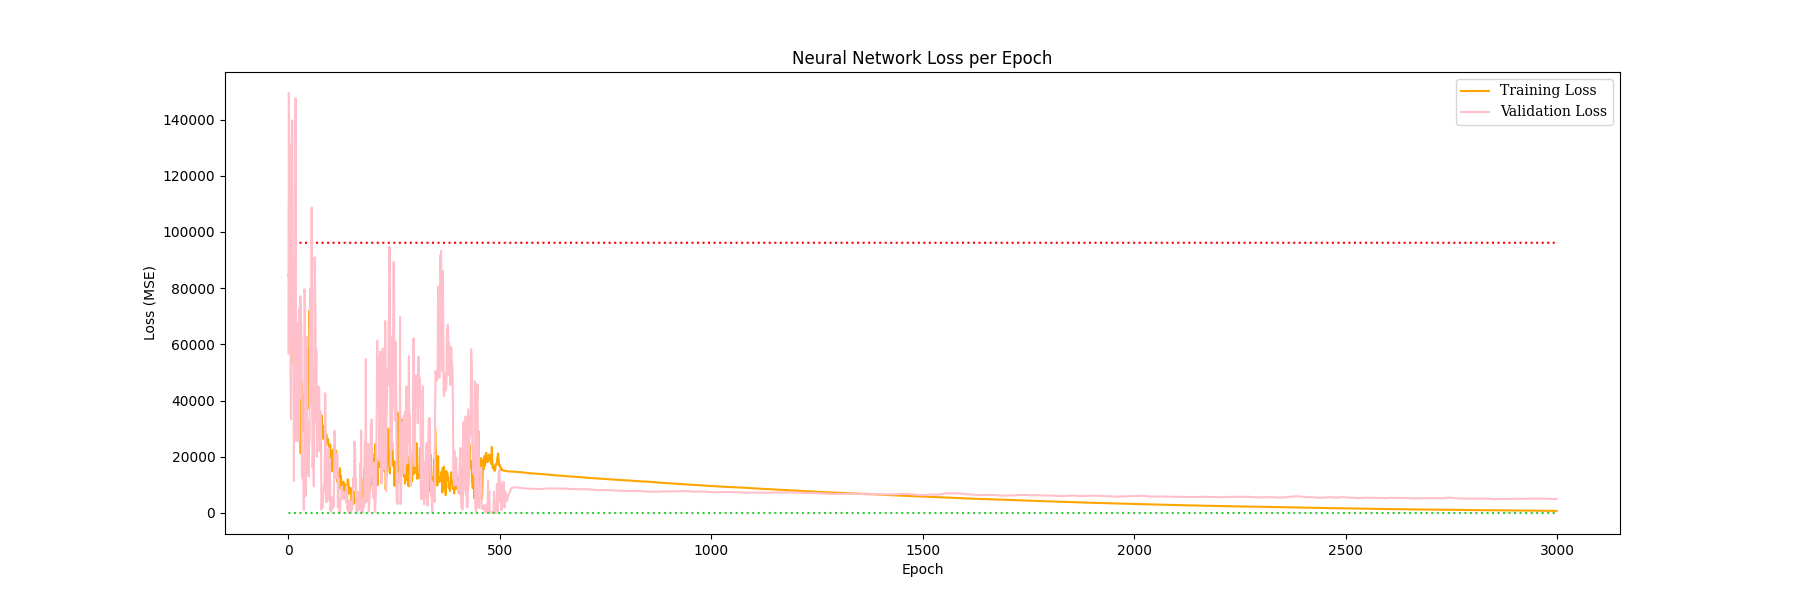 Neural Network Loss per Epoch
Training Loss
Validation Loss
140000
120000
100000
80000
60000
40000
20000
0
Loss (MSE)
0 500 1000 1500 2000 2500 3000
Epoch